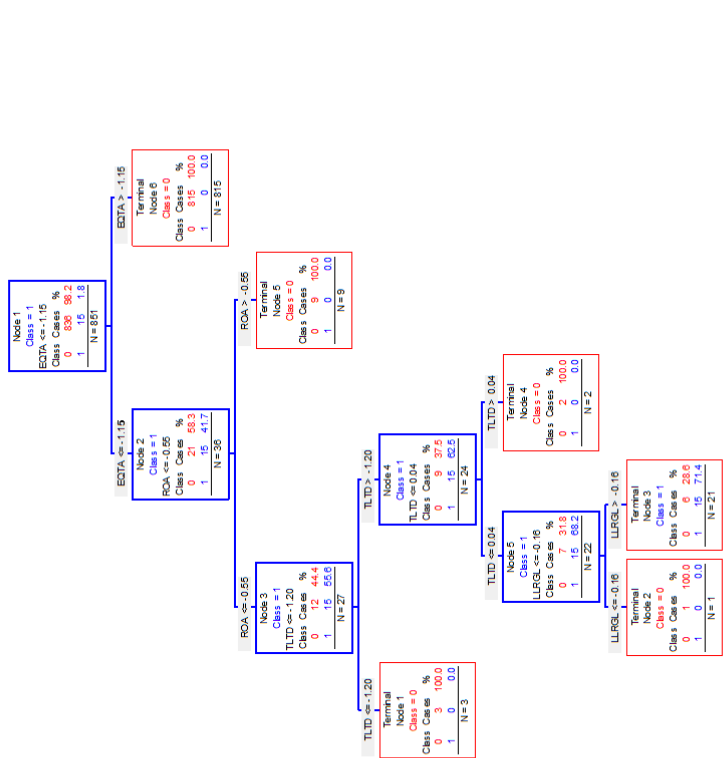 Node 1
Class = 1
EQTA <= -1.15
Class Cases %
0 836 98.2
1 15 1.8
N = 851
EQTA <= -1.15
EQTA > -1.15
Node 2
Class = 1
ROA <= -0.55
Class Cases %
0 21 58.3
1 15 41.7
N = 36
Terminal
Node 6
Class = 0
Class Cases %
0 815 100.0
1 0 0.0
N = 815
ROA <= -0.55
ROA > -0.55
Node 3
Class = 1
TLTD <= -1.20
Class Cases %
0 12 44.4
1 15 55.6
N = 27
Terminal
Node 5
Class = 0
Class Cases %
0 9 100.0
1 0 0.0
N = 9
TLTD <= -1.20
TLTD > -1.20
Terminal
Node 1
Class = 0
Class Cases %
0 3 100.0
1 0 0.0
N = 3
Node 4
Class = 1
TLTD <= 0.04
Class Cases %
0 9 37.5
1 15 62.5
N = 24
TLTD <= 0.04
TLTD > 0.04
Node 5
Class = 1
LLRGL <= -0.16
Class Cases %
0 7 31.8
1 15 68.2
N = 22
Terminal
Node 4
Class = 0
Class Cases %
0 2 100.0
1 0 0.0
N = 2
LLRGL <= -0.16
LLRGL > -0.16
Terminal
Node 2
Class = 0
Class Cases %
0 1 100.0
1 0 0.0
N = 1
Terminal
Node 3
Class = 1
Class Cases %
0 6 28.6
1 15 71.4
N = 21